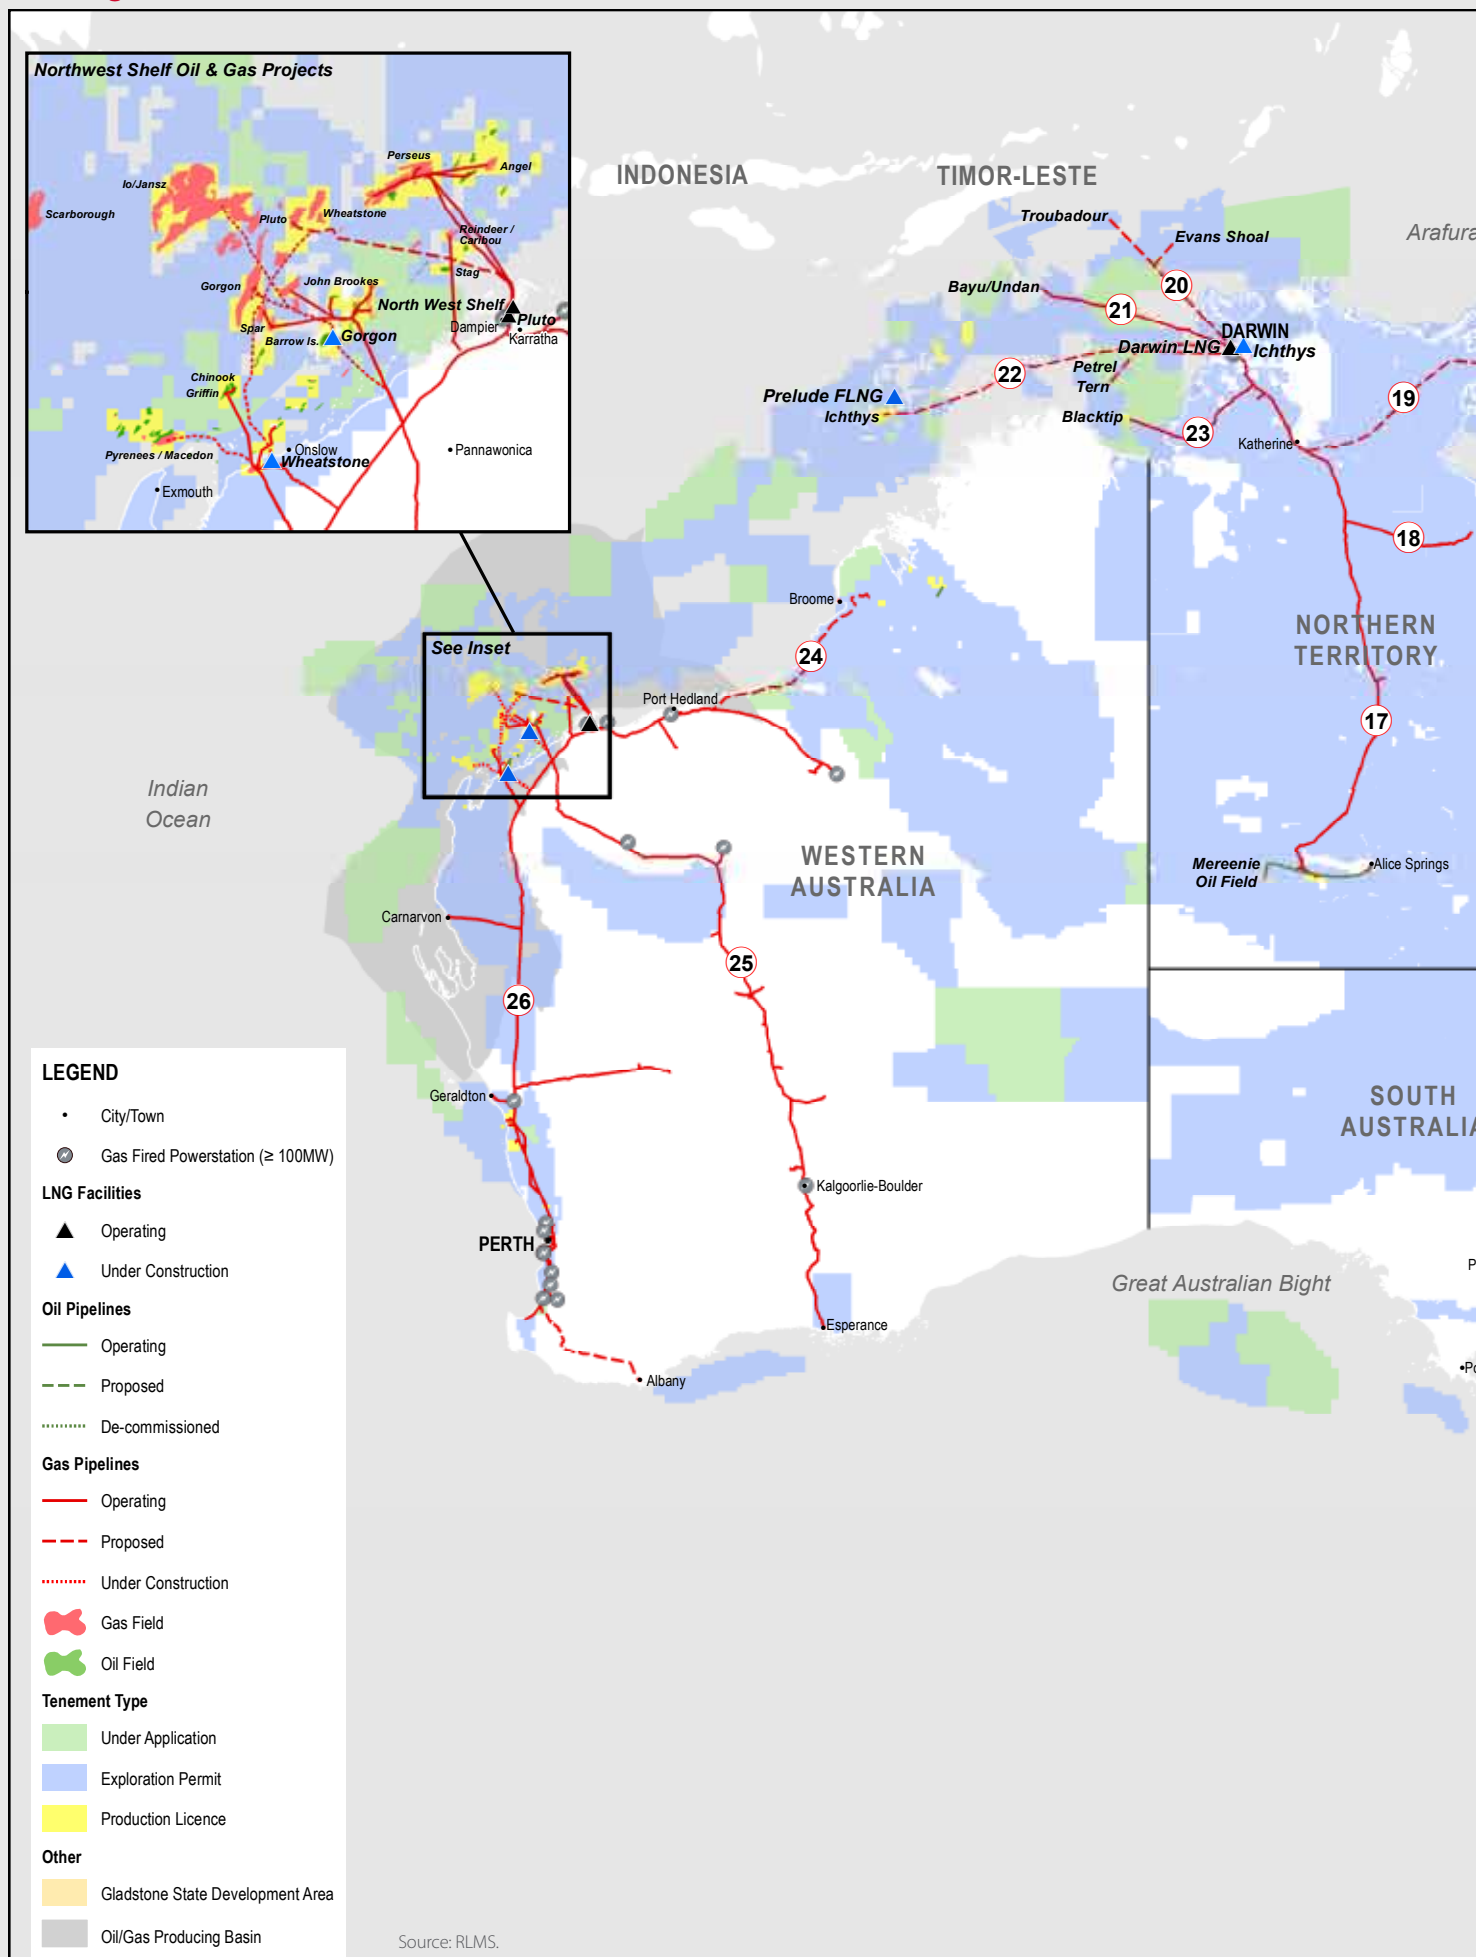 Northwest Shelf Oil & Gas Projects
Perseus
Angel
Io/Jansz
Scarborough
Pluto
Wheatstone
Reindeer /
Caribou
Stag
Gorgon
John Brookes
North West Shelf
Pluto
Dampier
Karratha
Spar
Barrow Is.
Gorgon
Chinook
Griffin
Pyrenees / Macedon
Onslow
Wheatstone
Pannawonica
Exmouth
INDONESIA
TIMOR-LESTE
Troubadour
Evans Shoal
Arafura
Bayu/Undan
20
21
DARWIN
Darwin LNG
Ichthys
22
Petrel
Tern
Prelude FLNG
Ichthys
19
Blacktip
23
Katherine
18
Broome
NORTHERN
TERRITORY
See Inset
24
Port Hedland
17
Indian
Ocean
WESTERN
AUSTRALIA
Mereenie
Oil Field
Alice Springs
Carnarvon
25
26
LEGEND
City/Town
Gas Fired Powerstation (≥ 100MW)
LNG Facilities
Operating
Under Construction
Oil Pipelines
Operating
Proposed
De-commissioned
Gas Pipelines
Operating
Proposed
Under Construction
Gas Field
Oil Field
Tenement Type
Under Application
Exploration Permit
Production Licence
Other
Gladstone State Development Area
Oil/Gas Producing Basin
Geraldton
SOUTH
AUSTRALIA
Kalgoorlie-Boulder
PERTH
Great Australian Bight
P
Esperance
Po
Albany
Source: RLMS.